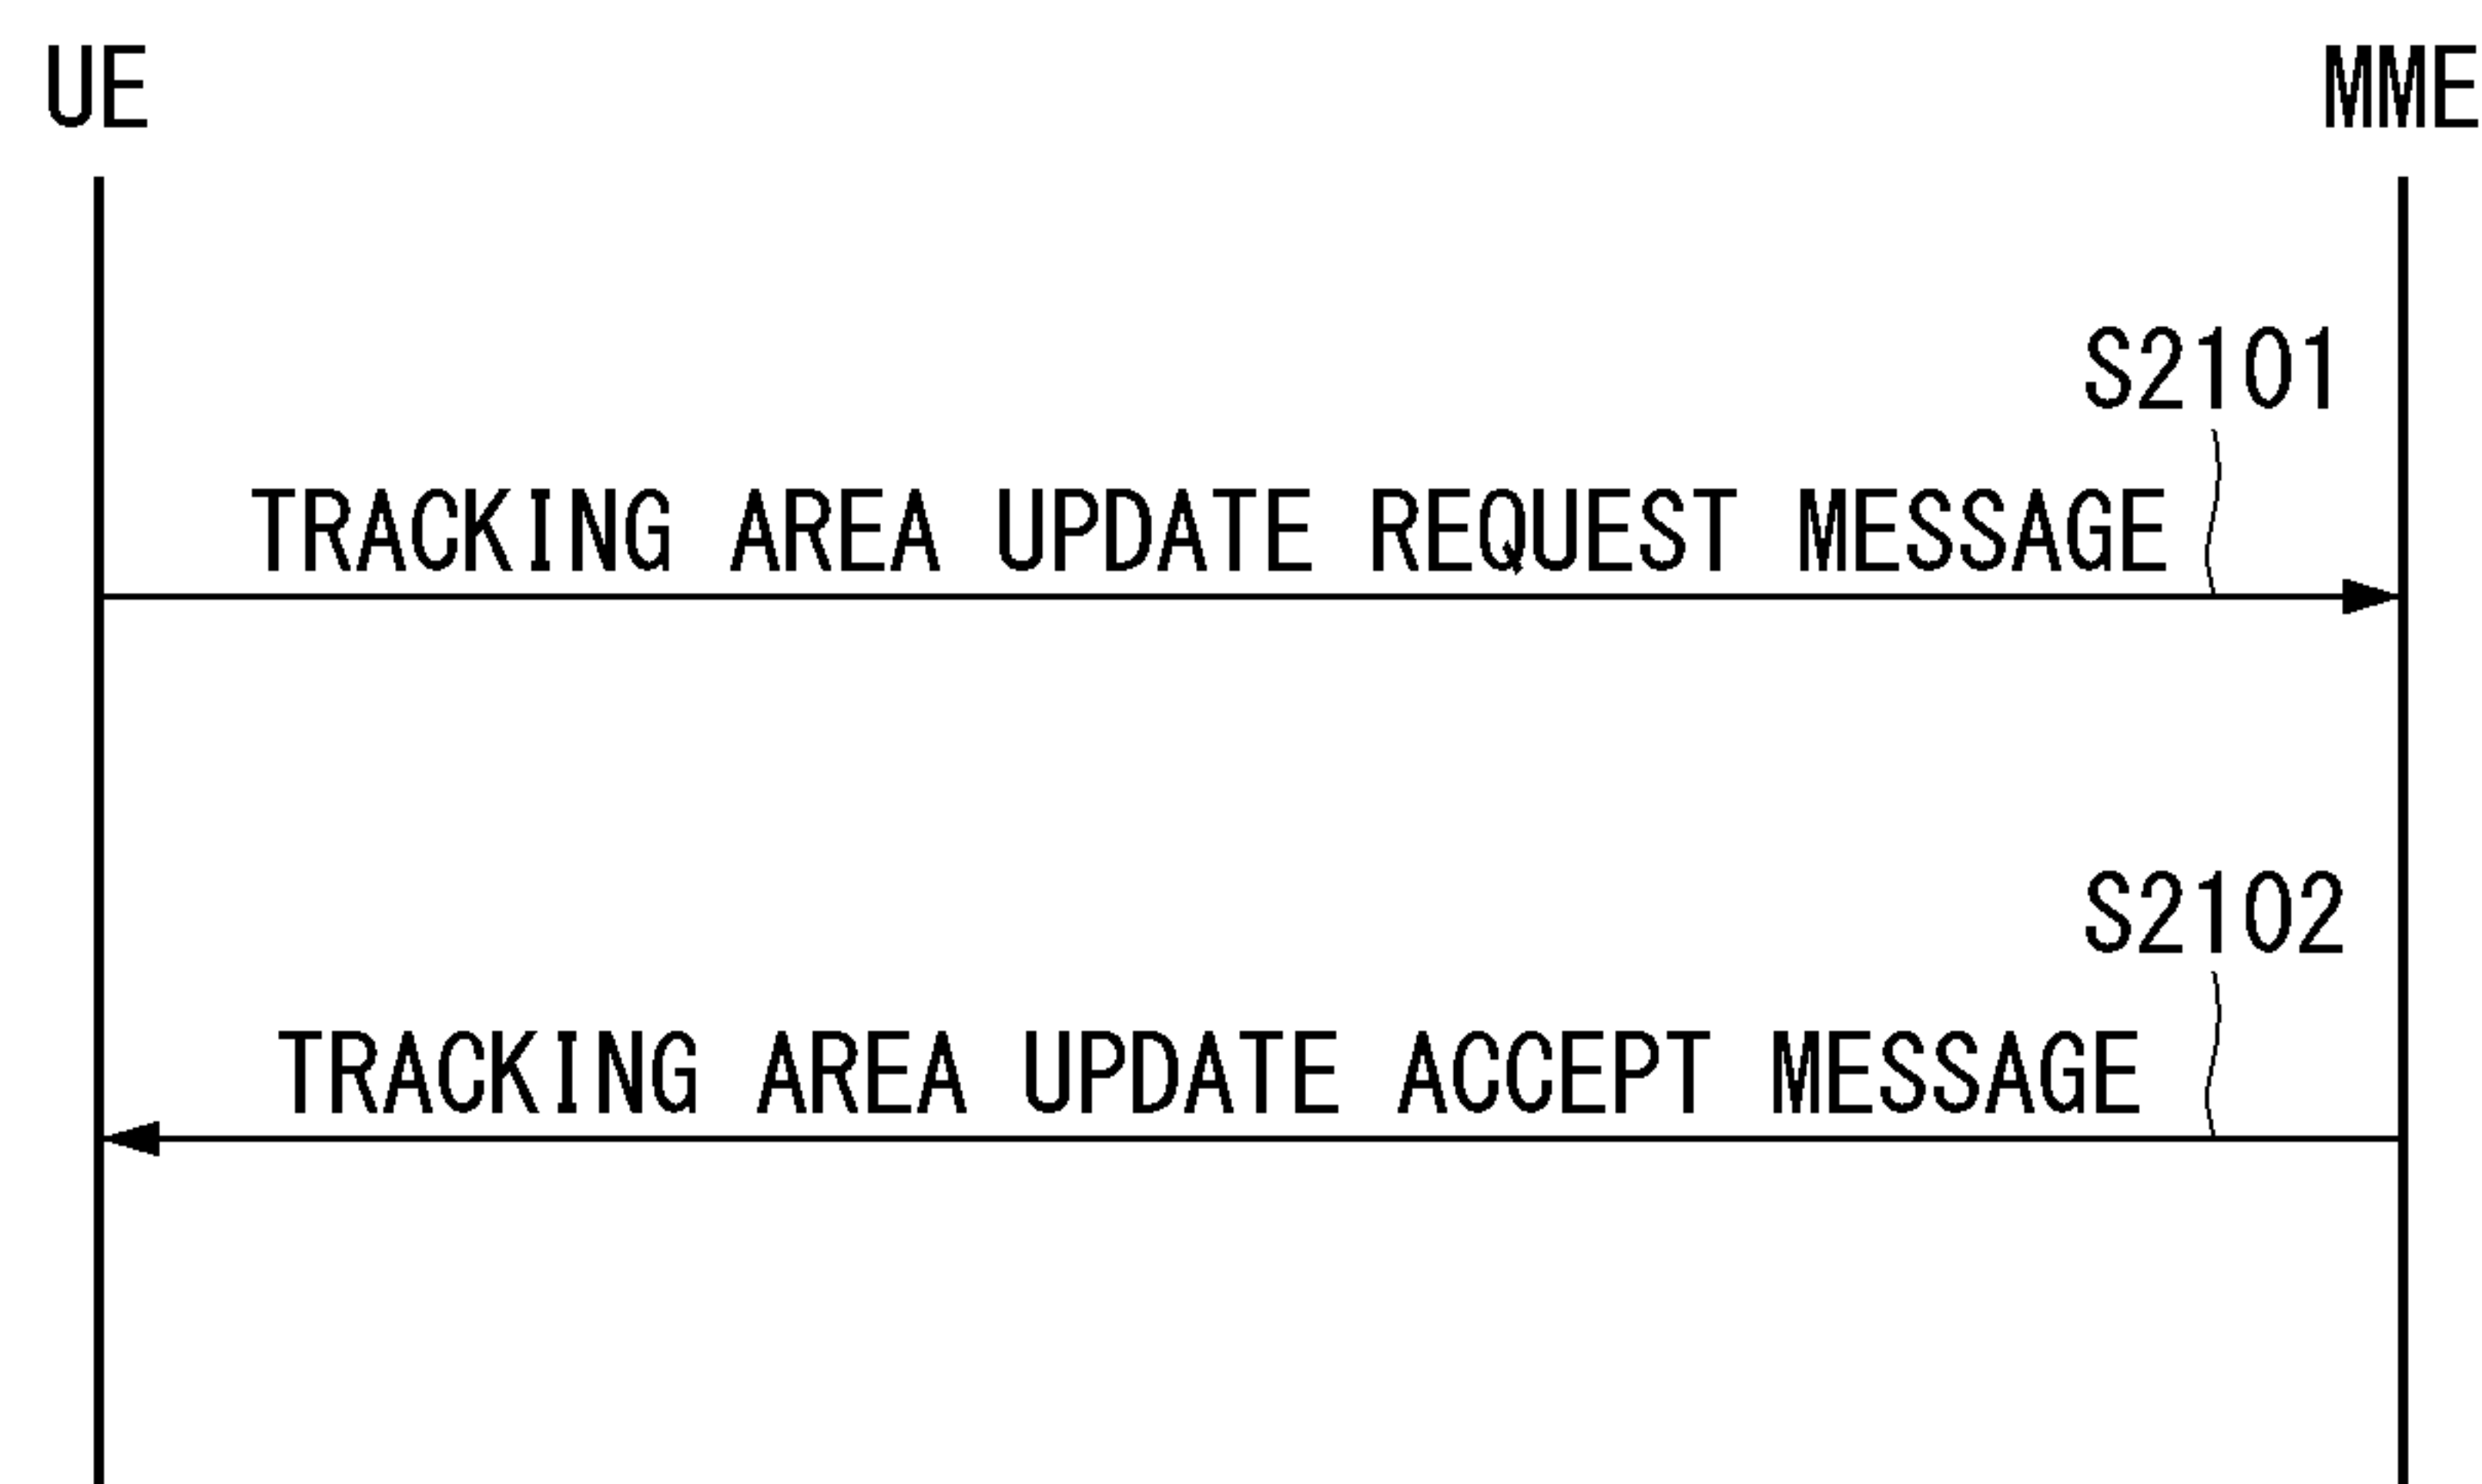 UE MME
S2101
TRACKING AREA UPDATE REQUEST MESSAGE
S2102
TRACKING AREA UPDATE ACCEPT MESSAGE